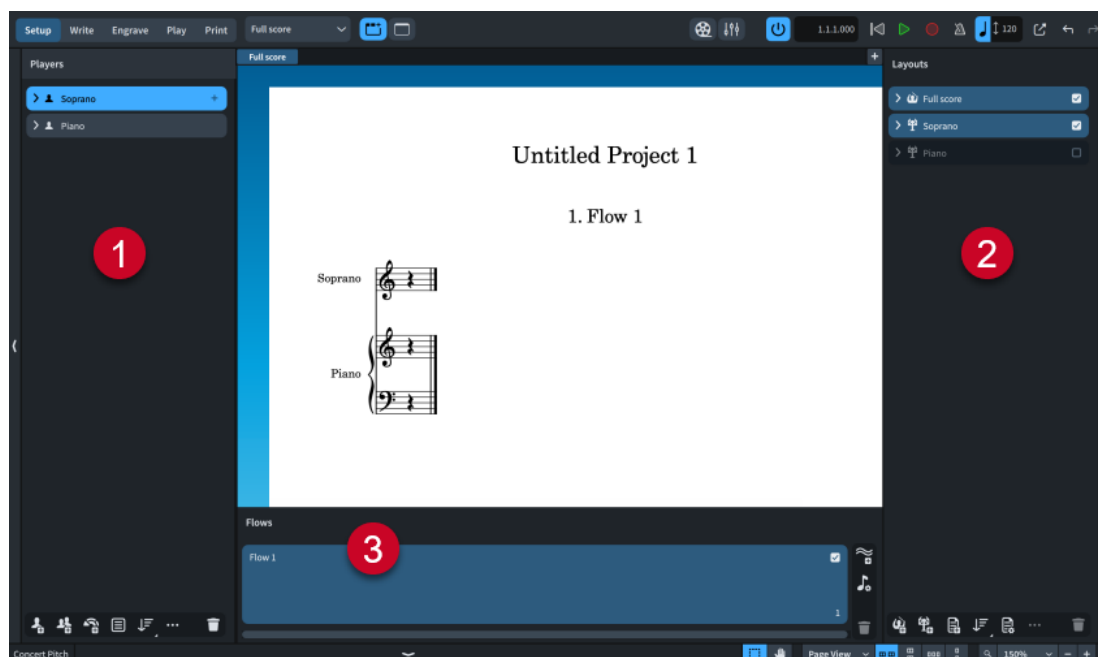 Setup Write Engrave Play Print Full score 1.1.1.000 120
Players
Full score
Layouts
Soprano
Piano
Full score
Soprano
Piano
Untitled Project 1
1. Flow 1
Soprano
Piano
1
2
3
Flows
Flow 1
1
Concert Pitch Page View 150%